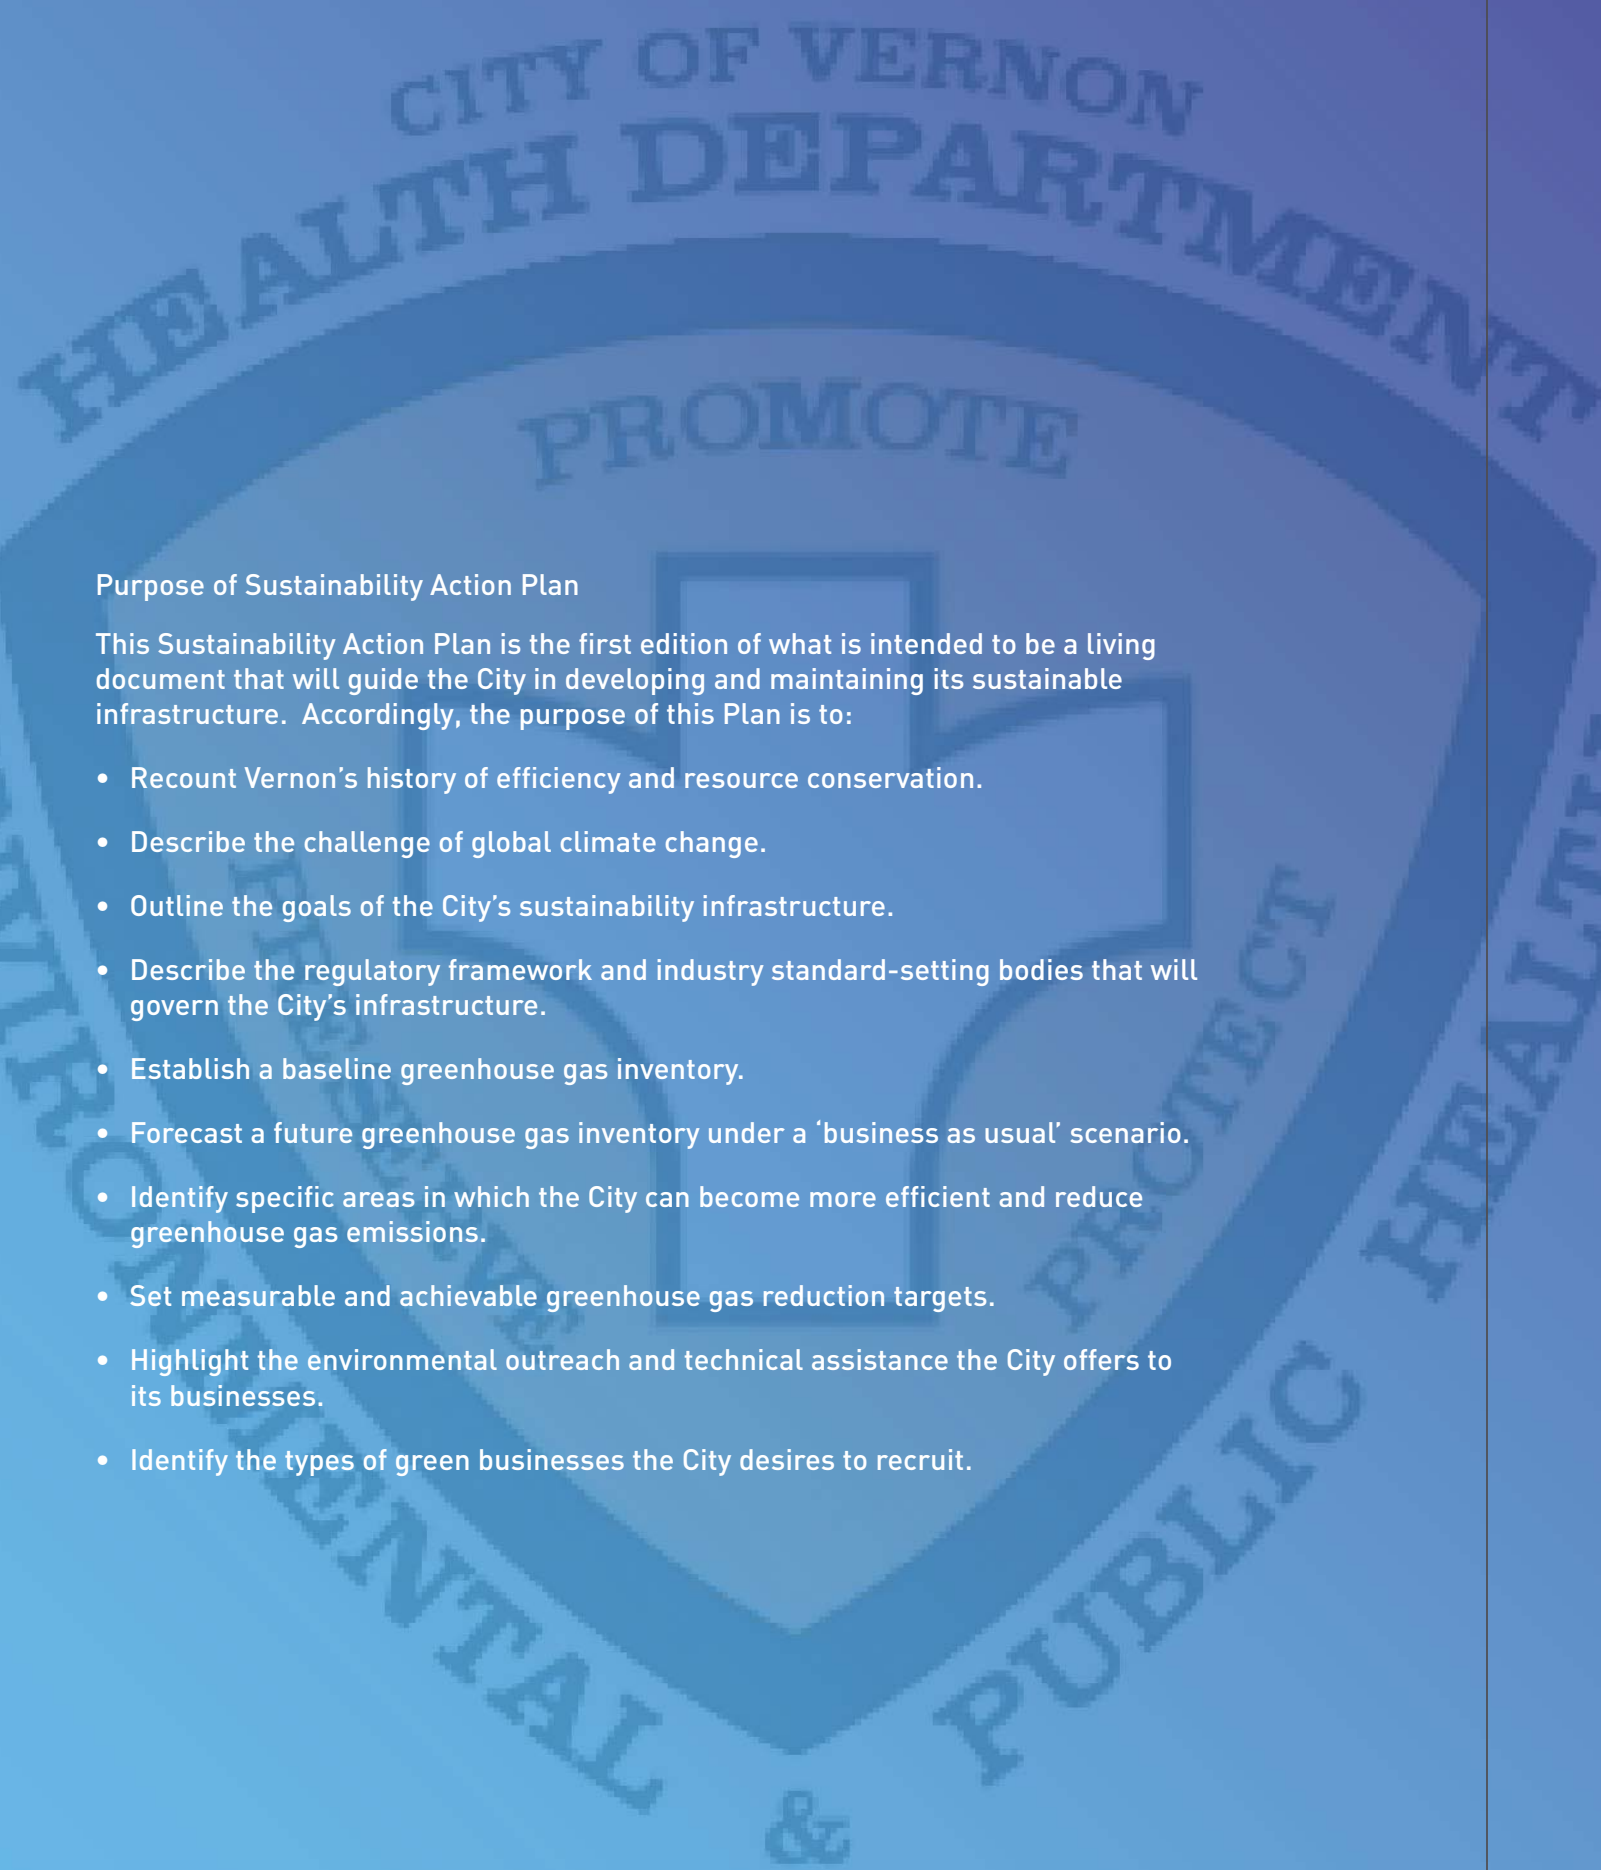 CITY OF VERNON
HEALTH DEPARTMENT
PROMOTE
Purpose of Sustainability Action Plan
This Sustainability Action Plan is the first edition of what is intended to be a living
document that will guide the City in developing and maintaining its sustainable
infrastructure.  Accordingly, the purpose of this Plan is to:
• Recount Vernon’s history of efficiency and resource conservation.
• Describe the challenge of global climate change.
• Outline the goals of the City’s sustainability infrastructure.
• Describe the regulatory framework and industry standard-setting bodies that will
govern the City’s infrastructure.
• Establish a baseline greenhouse gas inventory.
• Forecast a future greenhouse gas inventory under a ‘business as usual’ scenario.
• Identify specific areas in which the City can become more efficient and reduce
greenhouse gas emissions.
• Set measurable and achievable greenhouse gas reduction targets.
• Highlight the environmental outreach and technical assistance the City offers to
its businesses.
• Identify the types of green businesses the City desires to recruit.
PRESERVE
PROTECT
ENVIRONMENTAL & PUBLIC HEALTH